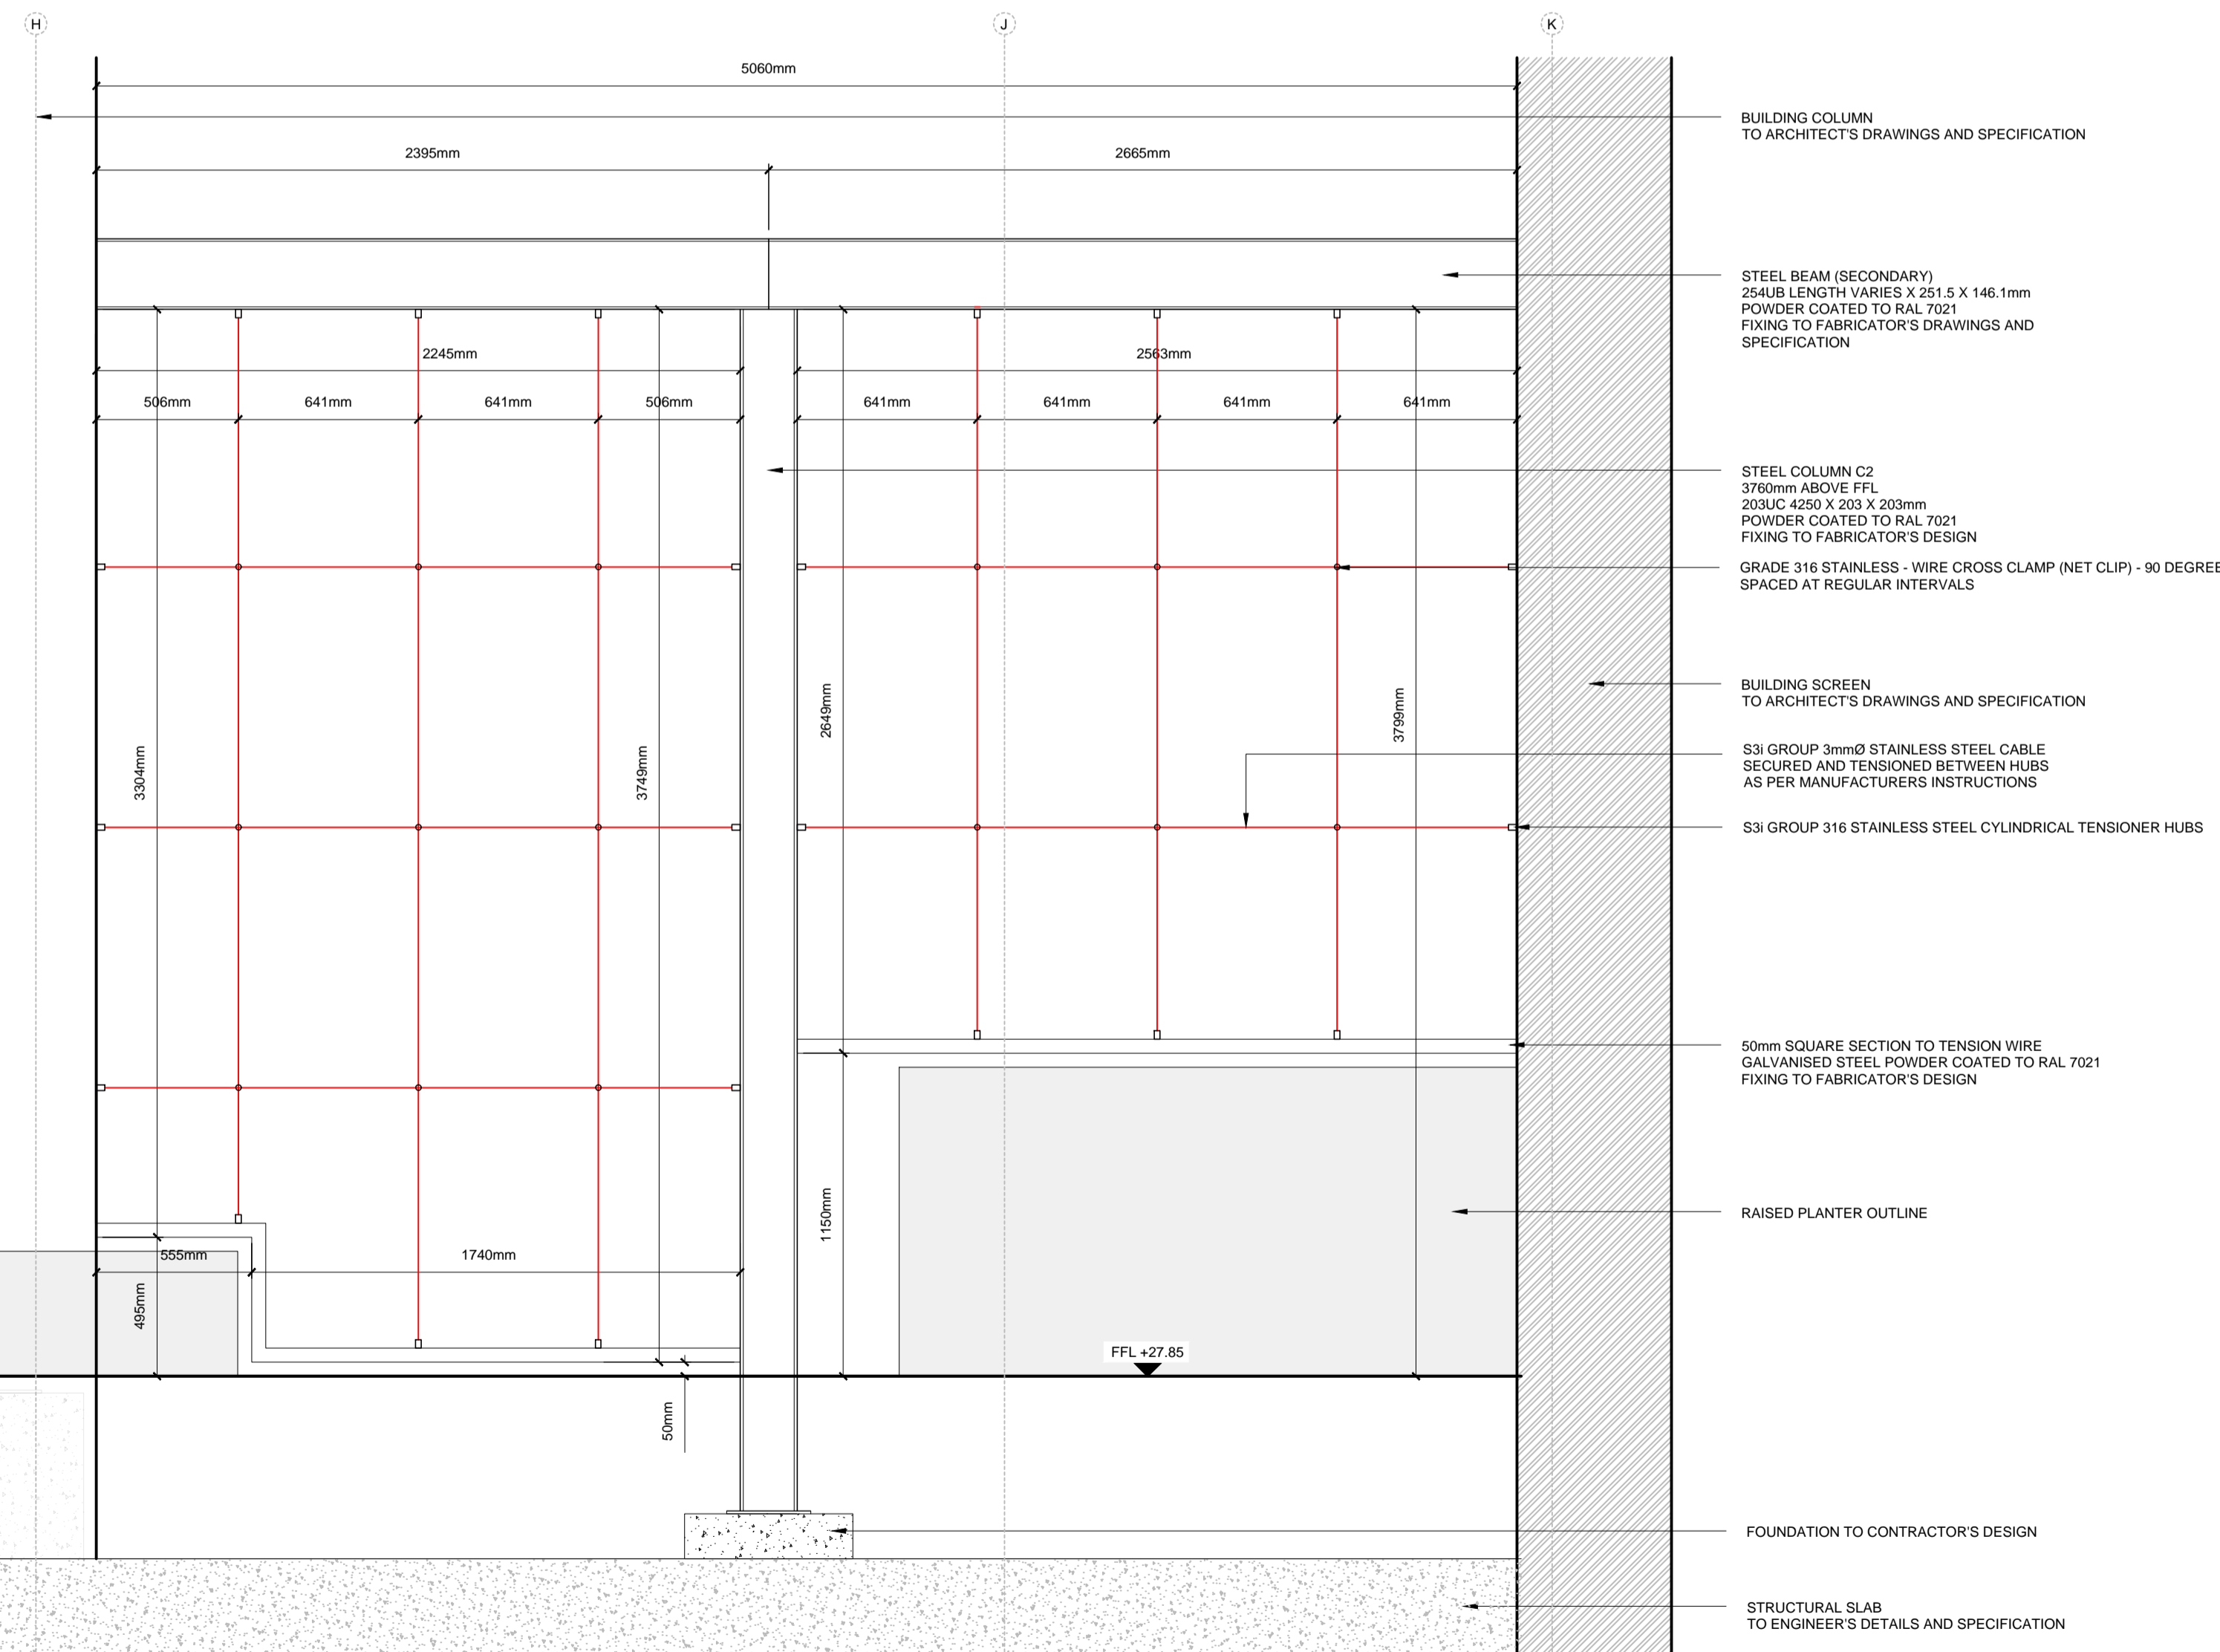 H
J
K
5060mm
BUILDING COLUMN
TO ARCHITECT'S DRAWINGS AND SPECIFICATION
2395mm
2665mm
STEEL BEAM (SECONDARY)
254UB LENGTH VARIES X 251.5 X 146.1mm
POWDER COATED TO RAL 7021
FIXING TO FABRICATOR'S DRAWINGS AND
SPECIFICATION
2245mm
2563mm
506mm
641mm
641mm
506mm
641mm
641mm
641mm
641mm
STEEL COLUMN C2
3760mm ABOVE FFL
203UC 4250 X 203 X 203mm
POWDER COATED TO RAL 7021
FIXING TO FABRICATOR'S DESIGN
GRADE 316 STAINLESS - WIRE CROSS CLAMP (NET CLIP) - 90 DEGREE
SPACED AT REGULAR INTERVALS
BUILDING SCREEN
TO ARCHITECT'S DRAWINGS AND SPECIFICATION
3304mm
3749mm
2649mm
3799mm
S3i GROUP 3mmØ STAINLESS STEEL CABLE
SECURED AND TENSIONED BETWEEN HUBS
AS PER MANUFACTURERS INSTRUCTIONS
S3i GROUP 316 STAINLESS STEEL CYLINDRICAL TENSIONER HUBS
50mm SQUARE SECTION TO TENSION WIRE
GALVANISED STEEL POWDER COATED TO RAL 7021
FIXING TO FABRICATOR'S DESIGN
1150mm
RAISED PLANTER OUTLINE
555mm
1740mm
495mm
FFL +27.85
50mm
FOUNDATION TO CONTRACTOR'S DESIGN
STRUCTURAL SLAB
TO ENGINEER'S DETAILS AND SPECIFICATION